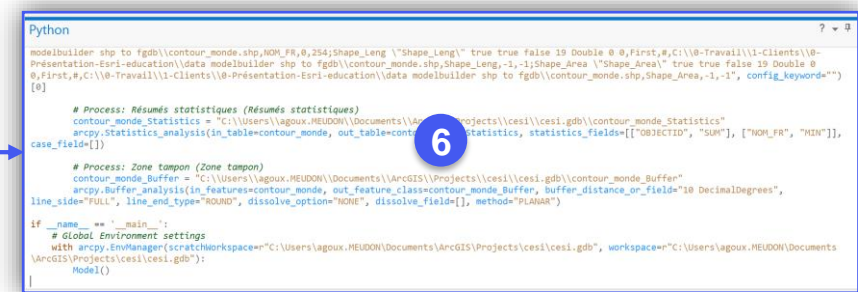 Python
modelbuilder shp to fgdb\\contour_monde.shp,NOM_FR,0,254;Shape_Leng \"Shape_Leng\" true true false 19 Double 0 0,First,#,C:\\0-Travail\\1-Clients\\0-
Présentation-Esri-education\\data modelbuilder shp to fgdb\\contour_monde.shp,Shape_Leng,-1,-1;Shape_Area \"Shape_Area\" true true false 19 Double 0
0,First,#,C:\\0-Travail\\1-Clients\\0-Présentation-Esri-education\\data modelbuilder shp to fgdb\\contour_monde.shp,Shape_Area,-1,-1", config_keyword="")
[0]
# Process: Résumés statistiques (Résumés statistiques)
contour_monde_Statistics = "C:\\Users\\agoux.MEUDON\\Documents\\ projects\\cesi\\cesi.gdb\\contour_monde_Statistics"
arcpy.Statistics_analysis(in_table=contour_monde, out_table= Statistics, statistics_fields=[["OBJECTID", "SUM"], ["NOM_FR", "MIN"]],
case_field=[])
6
# Process: Zone tampon (Zone tampon)
contour_monde_Buffer = "C:\\Users\\agoux.MEUDON\\Documents\\ArcGIS\\Projects\\cesi\\cesi.gdb\\contour_monde_Buffer"
arcpy.Buffer_analysis(in_features=contour_monde, out_feature_class=contour_monde_Buffer, buffer_distance_or_field="10 DecimalDegrees",
line_side="FULL", line_end_type="ROUND", dissolve_option="NONE", dissolve_field=[], method="PLANAR")
if __name__ == '__main__':
# Global Environment settings
with arcpy.EnvManager(scratchWorkspace=r"C:\Users\agoux.MEUDON\Documents\ArcGIS\Projects\cesi\cesi.gdb", workspace=r"C:\Users\agoux.MEUDON\Documents
\ArcGIS\Projects\cesi\cesi.gdb"):
Model()